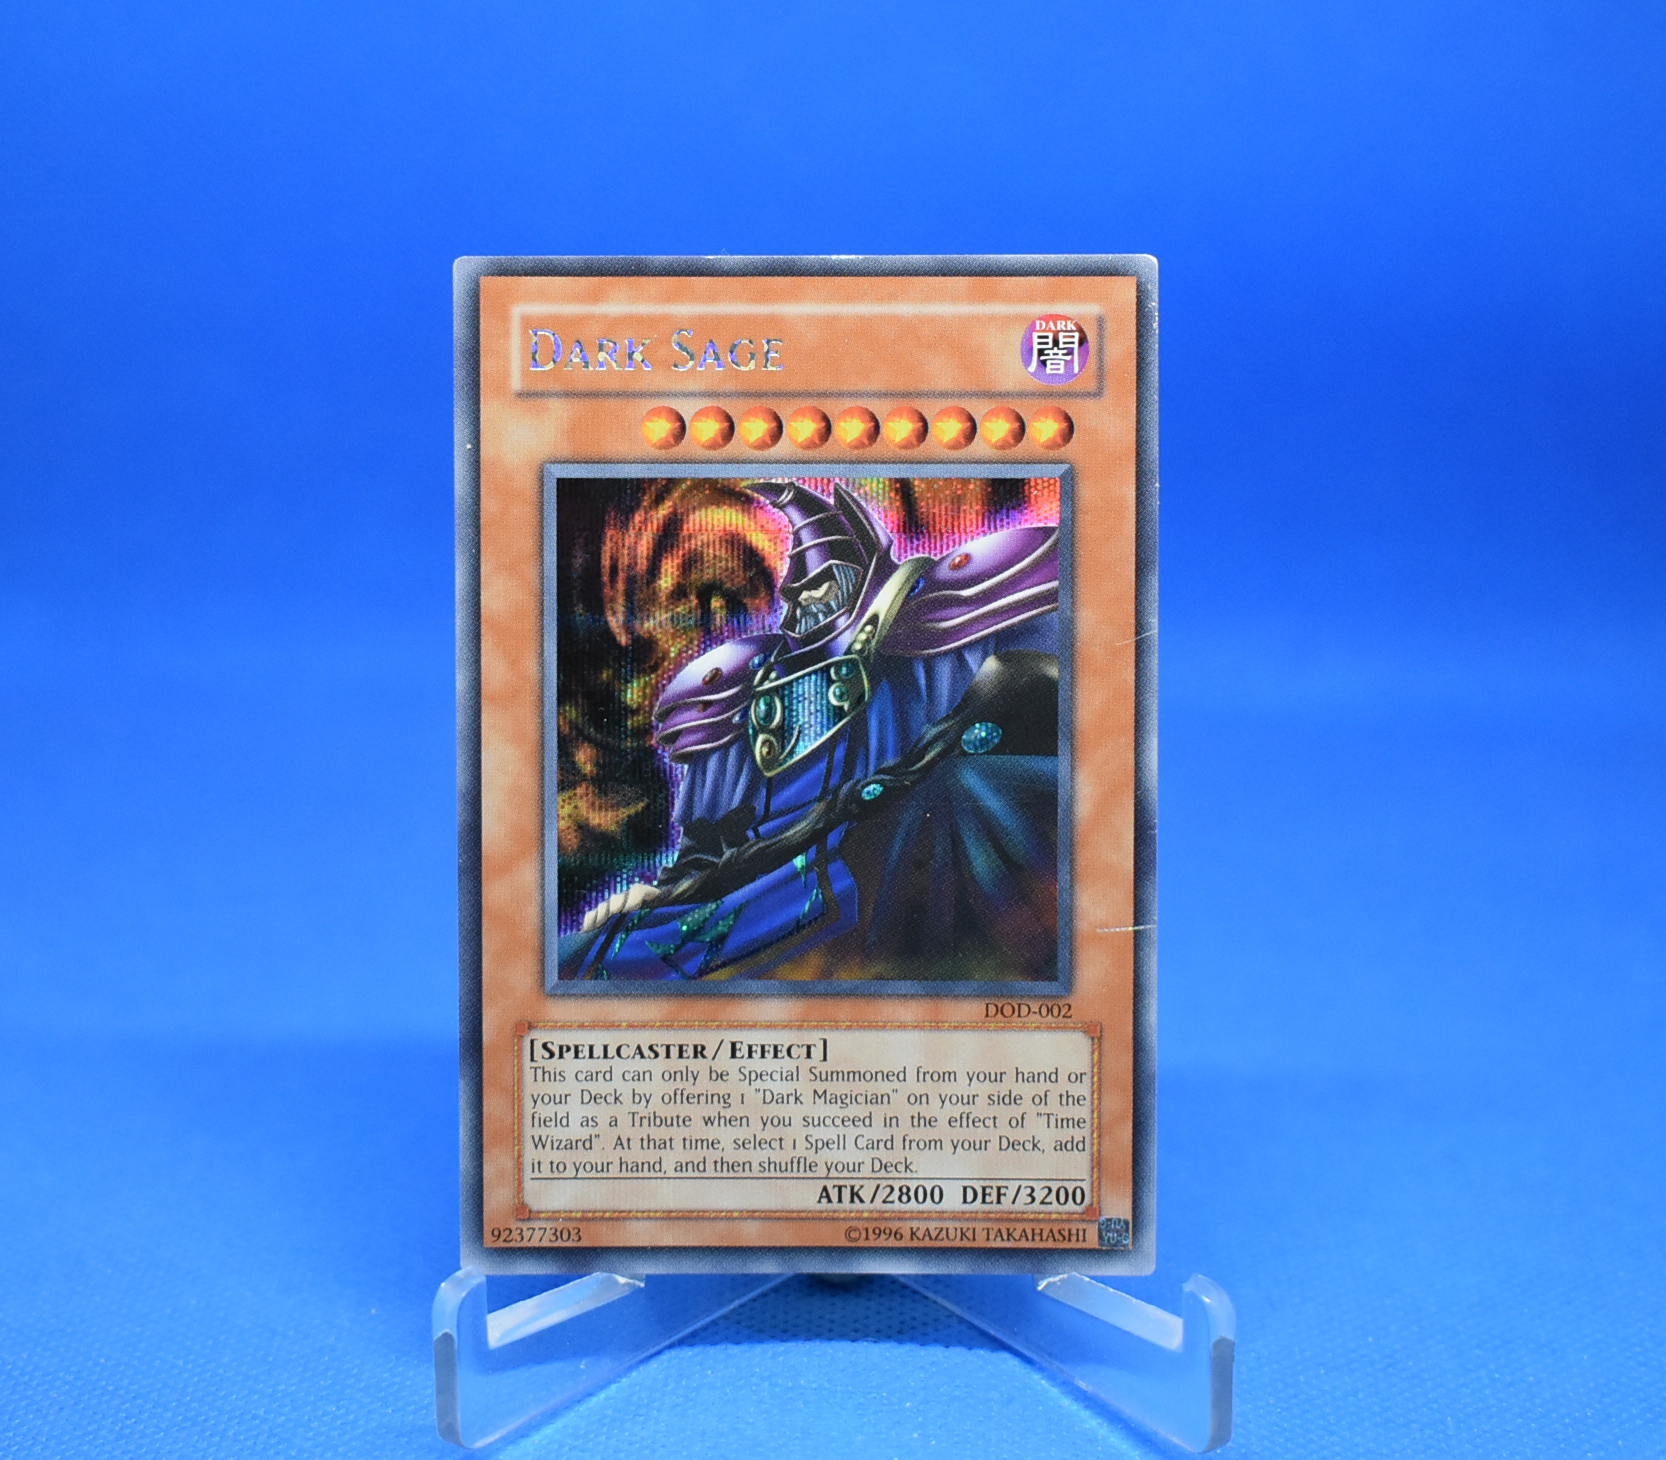 DARK SAGE
DARK
闇
DOD-002
[SPELLCASTER/EFFECT]
This card can only be Special Summoned from your hand or
your Deck by offering 1 "Dark Magician" on your side of the
field as a Tribute when you succeed in the effect of "Time
Wizard". At that time, select 1 Spell Card from your Deck, add
it to your hand, and then shuffle your Deck.
ATK/2800 DEF/3200
92377303
©1996 KAZUKI TAKAHASHI